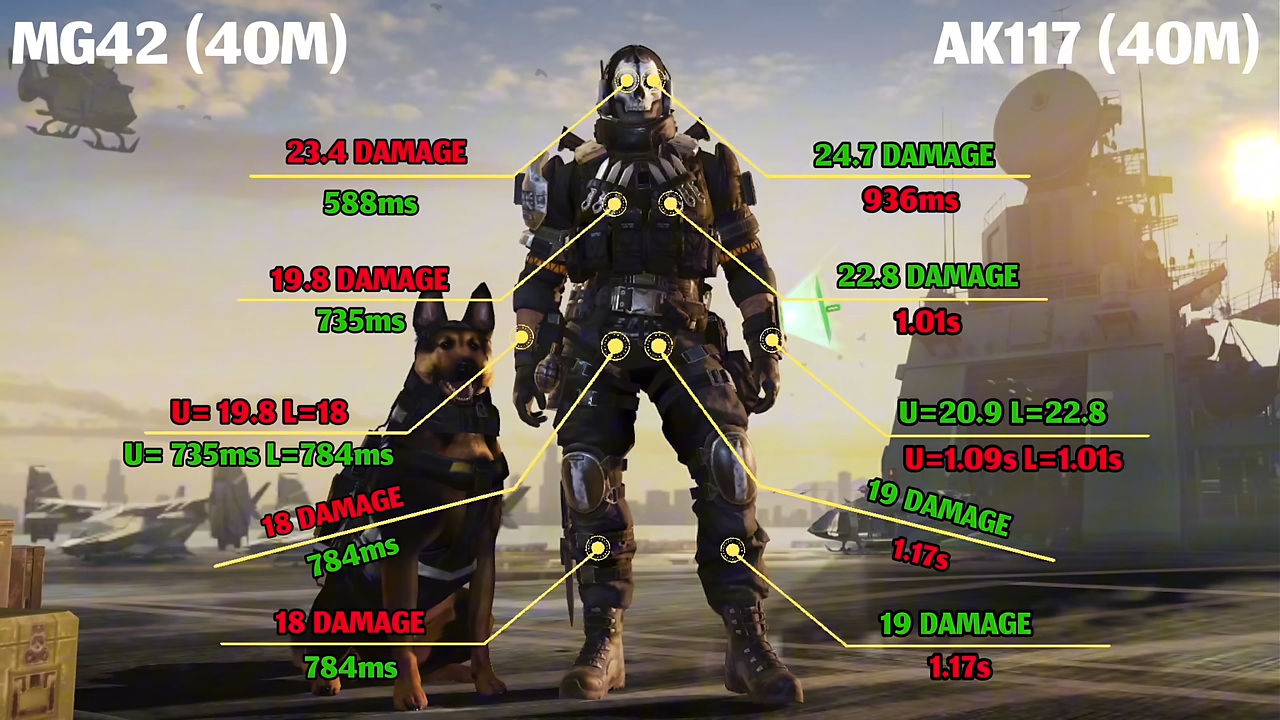 MG42 (40M)
AK117 (40M)
23.4 DAMAGE
588ms
24.7 DAMAGE
936ms
19.8 DAMAGE
735ms
22.8 DAMAGE
1.01s
U= 19.8 L=18
U= 735ms L=784ms
U=20.9 L=22.8
U=1.09s L=1.01s
18 DAMAGE
784ms
19 DAMAGE
1.17s
18 DAMAGE
784ms
19 DAMAGE
1.17s